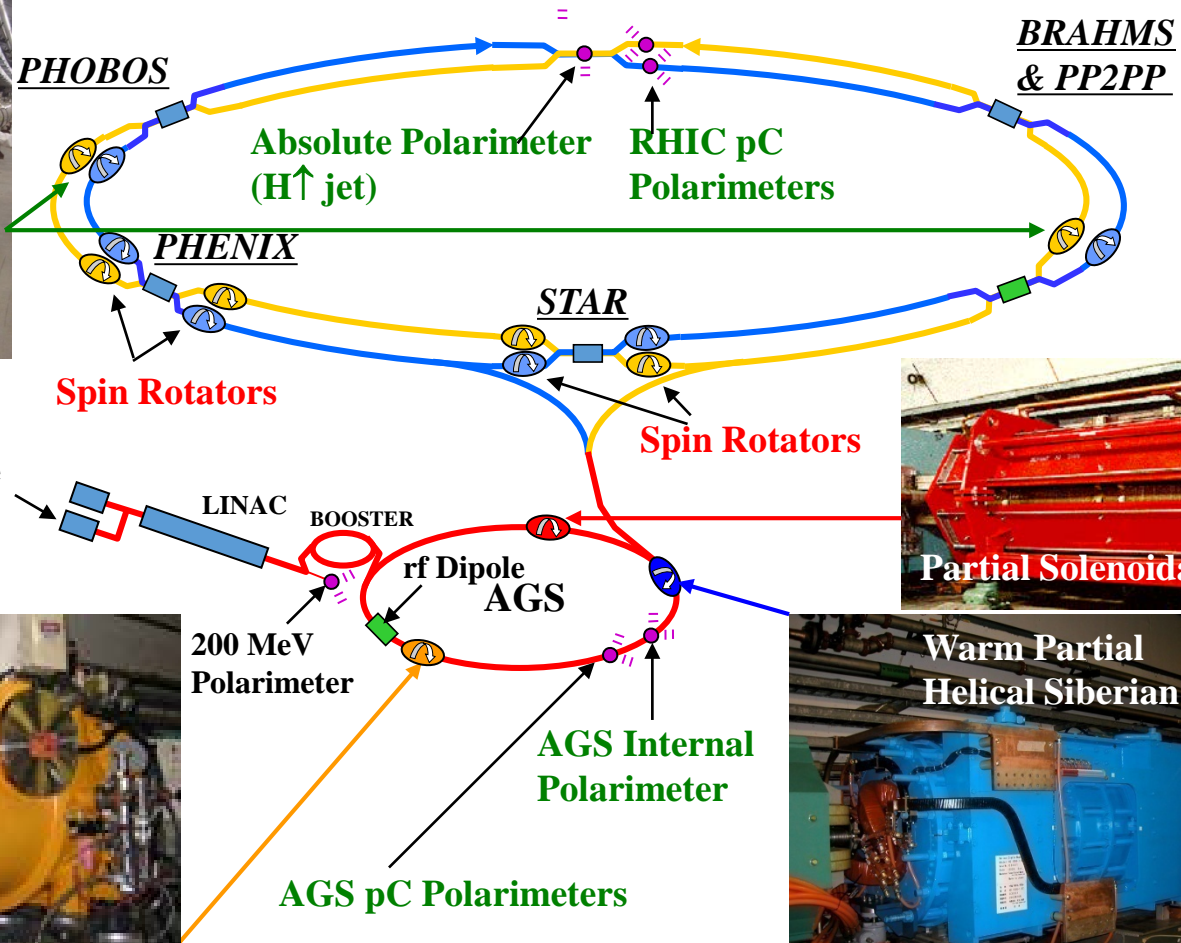 PHOBOS
BRAHMS
& PP2PP
Absolute Polarimeter
(H↑ jet)
RHIC pC
Polarimeters
PHENIX
STAR
Spin Rotators
Spin Rotators
LINAC
BOOSTER
rf Dipole
AGS
Partial Solenoida
200 MeV
Polarimeter
Warm Partial
Helical Siberian
AGS Internal
Polarimeter
AGS pC Polarimeters